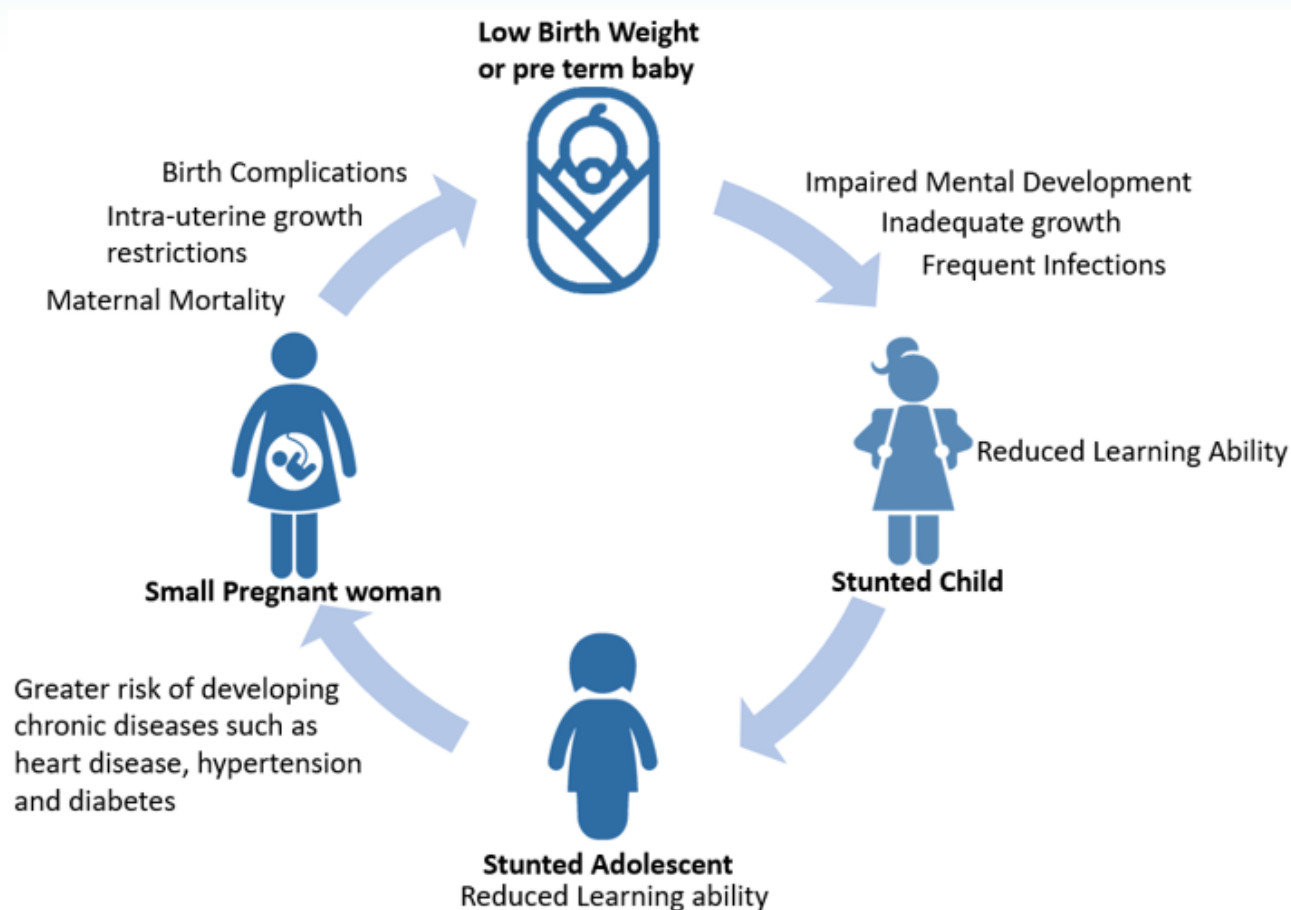 Low Birth Weight
or pre term baby
Birth Complications
Intra-uterine growth
restrictions
Maternal Mortality
Impaired Mental Development
Inadequate growth
Frequent Infections
Reduced Learning Ability
Stunted Child
Small Pregnant woman
Greater risk of developing
chronic diseases such as
heart disease, hypertension
and diabetes
Stunted Adolescent
Reduced Learning ability